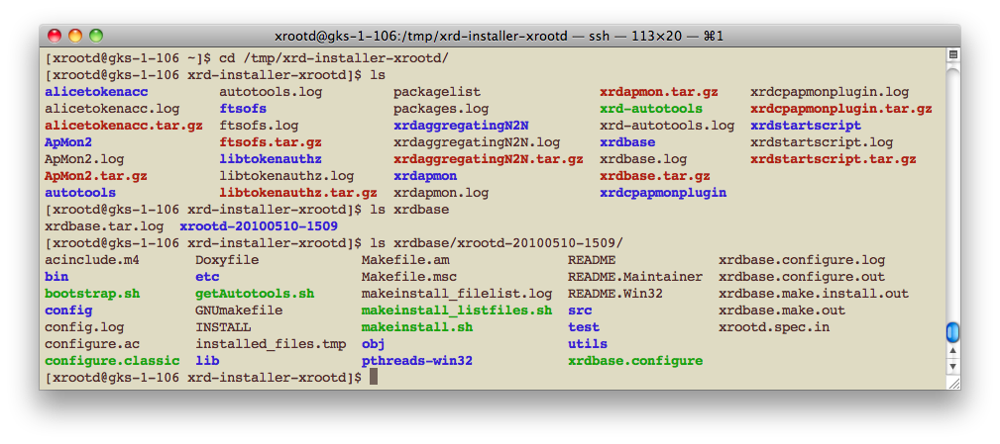 xrootd@gks-1-106:/tmp/xrd-installer-xrootd — ssh — 113×20 — ⌘1
[xrootd@gks-1-106 ~]$ cd /tmp/xrd-installer-xrootd/
[xrootd@gks-1-106 xrd-installer-xrootd]$ ls
alicetokenacc autotools.log packagelist xrdapmon.tar.gz xrdcpapmonplugin.log
alicetokenacc.log ftsofs packages.log xrd-autotools xrdcpapmonplugin.tar.gz
alicetokenacc.tar.gz ftsofs.log xrdaggregatingN2N xrd-autotools.log xrdstartscript
ApMon2 ftsofs.tar.gz xrdaggregatingN2N.log xrdbase xrdstartscript.log
ApMon2.log libtokenauthz xrdaggregatingN2N.tar.gz xrdbase.log xrdstartscript.tar.gz
ApMon2.tar.gz libtokenauthz.log xrdapmon xrdbase.tar.gz
autotools libtokenauthz.tar.gz xrdapmon.log xrdcpapmonplugin
[xrootd@gks-1-106 xrd-installer-xrootd]$ ls xrdbase
xrdbase.tar.log xrootd-20100510-1509
[xrootd@gks-1-106 xrd-installer-xrootd]$ ls xrdbase/xrootd-20100510-1509/
acinclude.m4 Doxyfile Makefile.am README xrdbase.configure.log
bin etc Makefile.msc README.Maintainer xrdbase.configure.out
bootstrap.sh getAutotools.sh makeinstall_filelist.log README.Win32 xrdbase.make.install.out
config GNUmakefile makeinstall_listfiles.sh src xrdbase.make.out
config.log INSTALL makeinstall.sh test xrootd.spec.in
configure.ac installed_files.tmp obj utils
configure.classic lib pthreads-win32 xrdbase.configure
[xrootd@gks-1-106 xrd-installer-xrootd]$